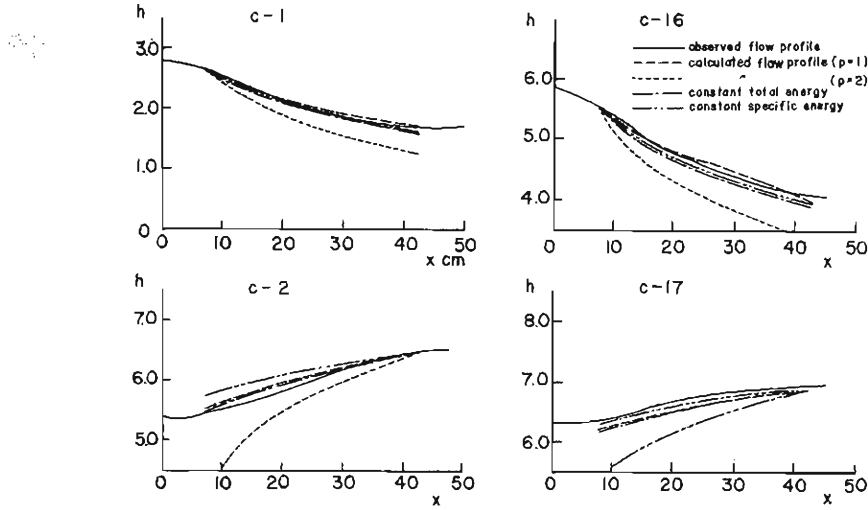 h
c-1
3.0
2.0
1.0
0
0
10
20
30
40
50
x cm
h
c-16
observed flow profile
calculated flow profile (p=1)
〃 (p=2)
constant total energy
constant specific energy
6.0
5.0
4.0
0
10
20
30
40
50
x
h
c-2
7.0
6.0
5.0
0
10
20
30
40
50
x
h
c-17
8.0
7.0
6.0
0
10
20
30
40
50
x